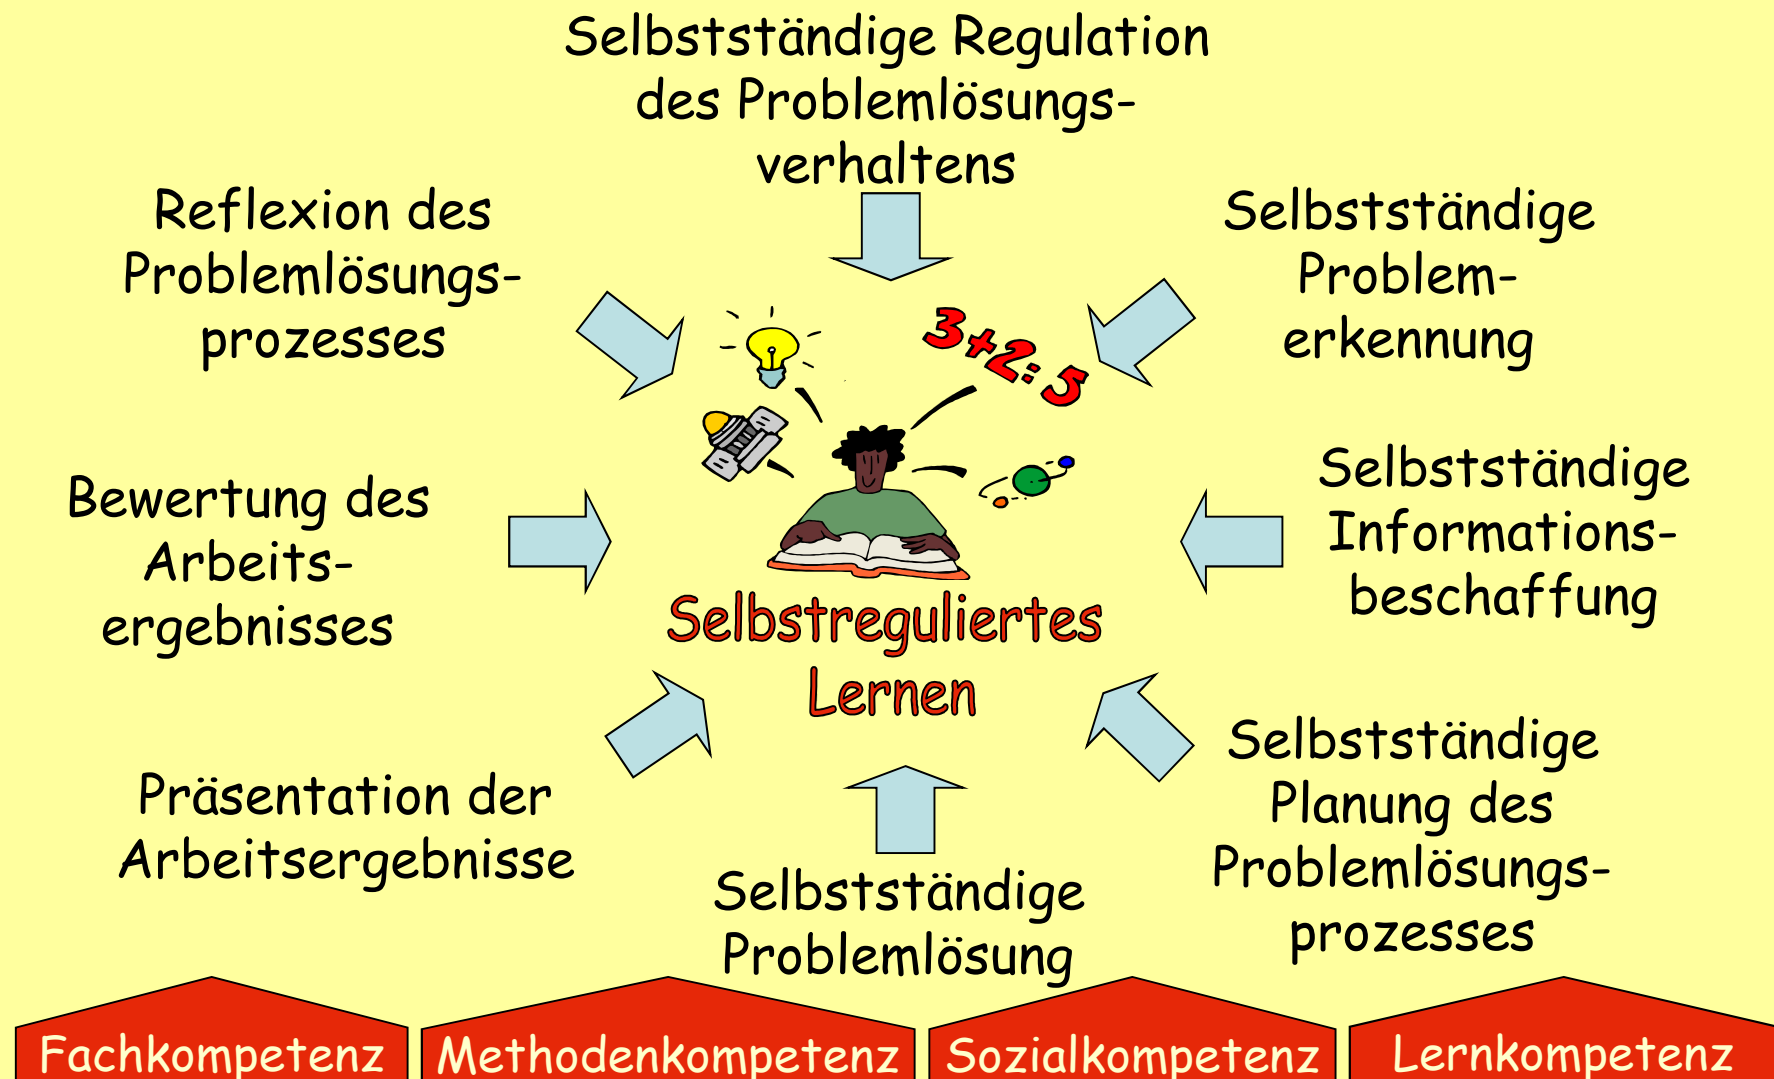 Selbstständige Regulation
des Problemlösungs-
verhaltens
Selbstständige
Problem-
erkennung
Selbstständige
Informations-
beschaffung
Selbstständige
Planung des
Problemlösungs-
prozesses
Selbstständige
Problemlösung
Präsentation der
Arbeitsergebnisse
Bewertung des
Arbeits-
ergebnisses
Reflexion des
Problemlösungs-
prozesses
3+2=5
Selbstreguliertes
Lernen
Fachkompetenz
Methodenkompetenz
Sozialkompetenz
Lernkompetenz